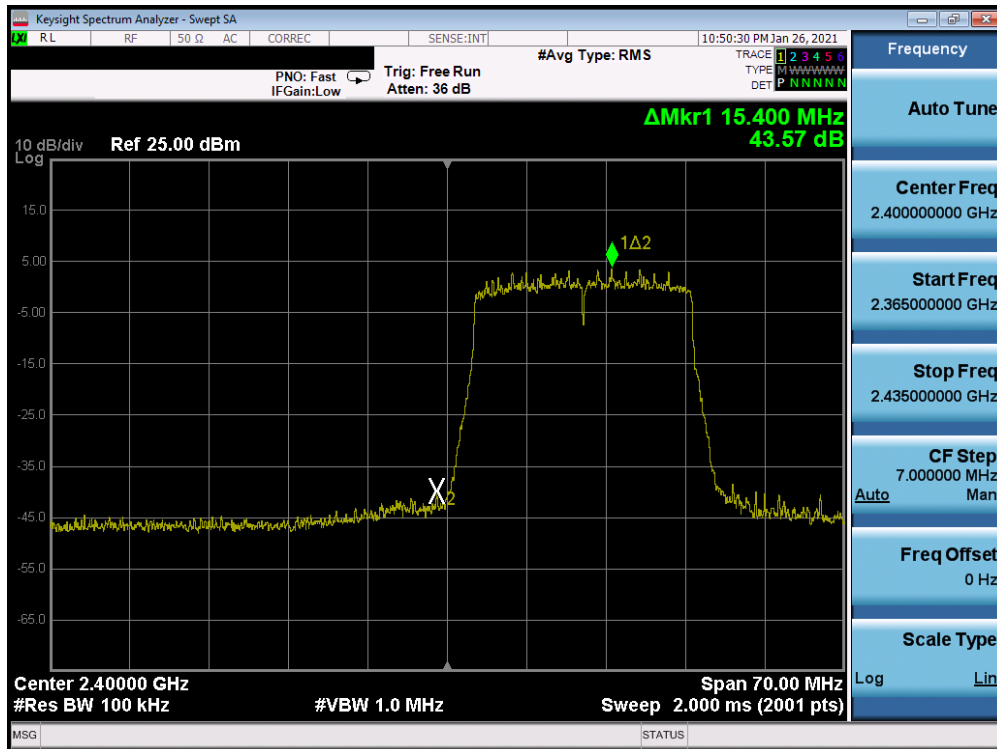 Keysight Spectrum Analyzer - Swept SA
LXI RL RF 50 Ω AC CORREC SENSE:INT 10:50:30 PM Jan 26, 2021
PNO: Fast
IFGain:Low
Trig: Free Run
Atten: 36 dB
#Avg Type: RMS
TRACE 1 2 3 4 5 6
TYPE M WWWWW
DET P N N N N N
ΔMkr1 15.400 MHz
43.57 dB
10 dB/div Ref 25.00 dBm
Log
15.0
5.00
-5.00
-15.0
-25.0
-35.0
-45.0
-55.0
-65.0
1Δ2
X2
Center 2.40000 GHz Span 70.00 MHz
#Res BW 100 kHz #VBW 1.0 MHz Sweep 2.000 ms (2001 pts)
MSG STATUS
Frequency
Auto Tune
Center Freq
2.400000000 GHz
Start Freq
2.365000000 GHz
Stop Freq
2.435000000 GHz
CF Step
7.000000 MHz
Auto Man
Freq Offset
0 Hz
Scale Type
Log Lin